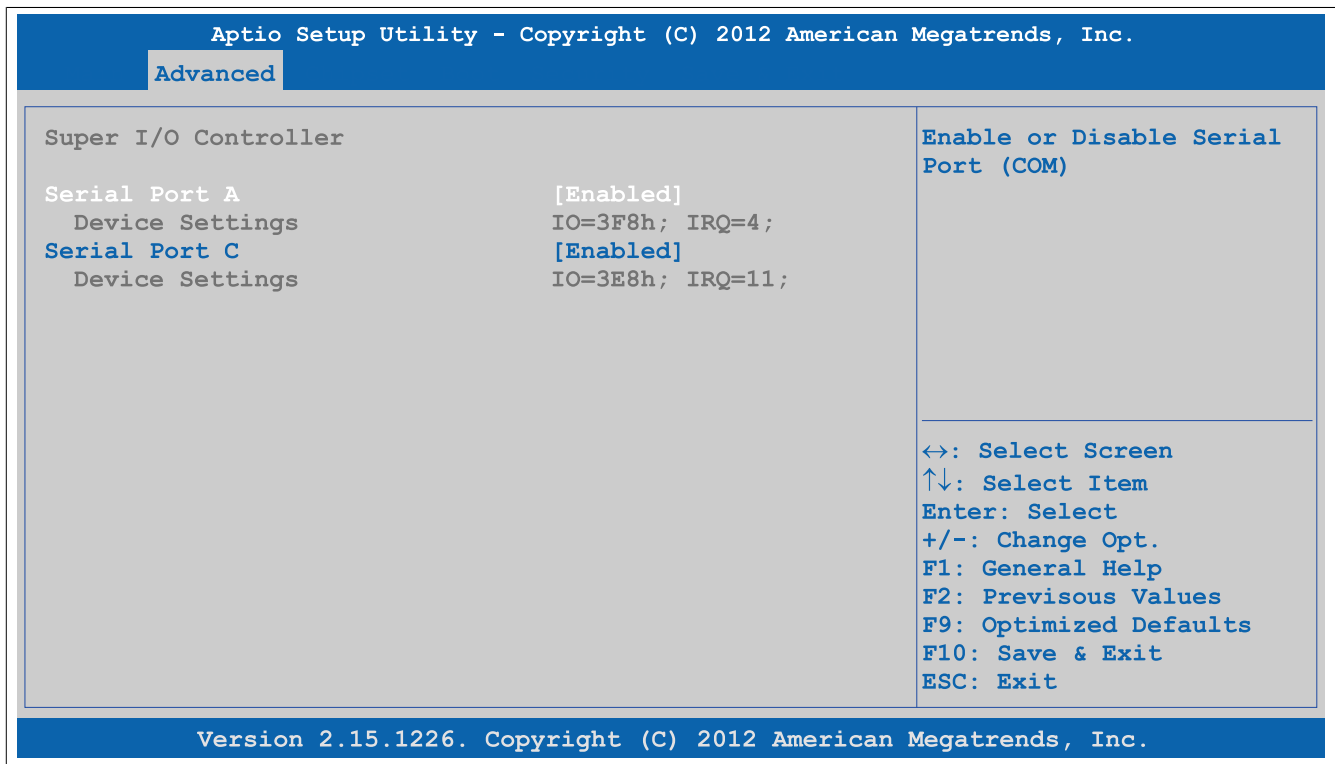 Aptio Setup Utility - Copyright (C) 2012 American Megatrends, Inc.
Advanced
Super I/O Controller
Serial Port A [Enabled]
Device Settings IO=3F8h; IRQ=4;
Serial Port C [Enabled]
Device Settings IO=3E8h; IRQ=11;
Enable or Disable Serial
Port (COM)
↔: Select Screen
↑↓: Select Item
Enter: Select
+/-: Change Opt.
F1: General Help
F2: Previsous Values
F9: Optimized Defaults
F10: Save & Exit
ESC: Exit
Version 2.15.1226. Copyright (C) 2012 American Megatrends, Inc.